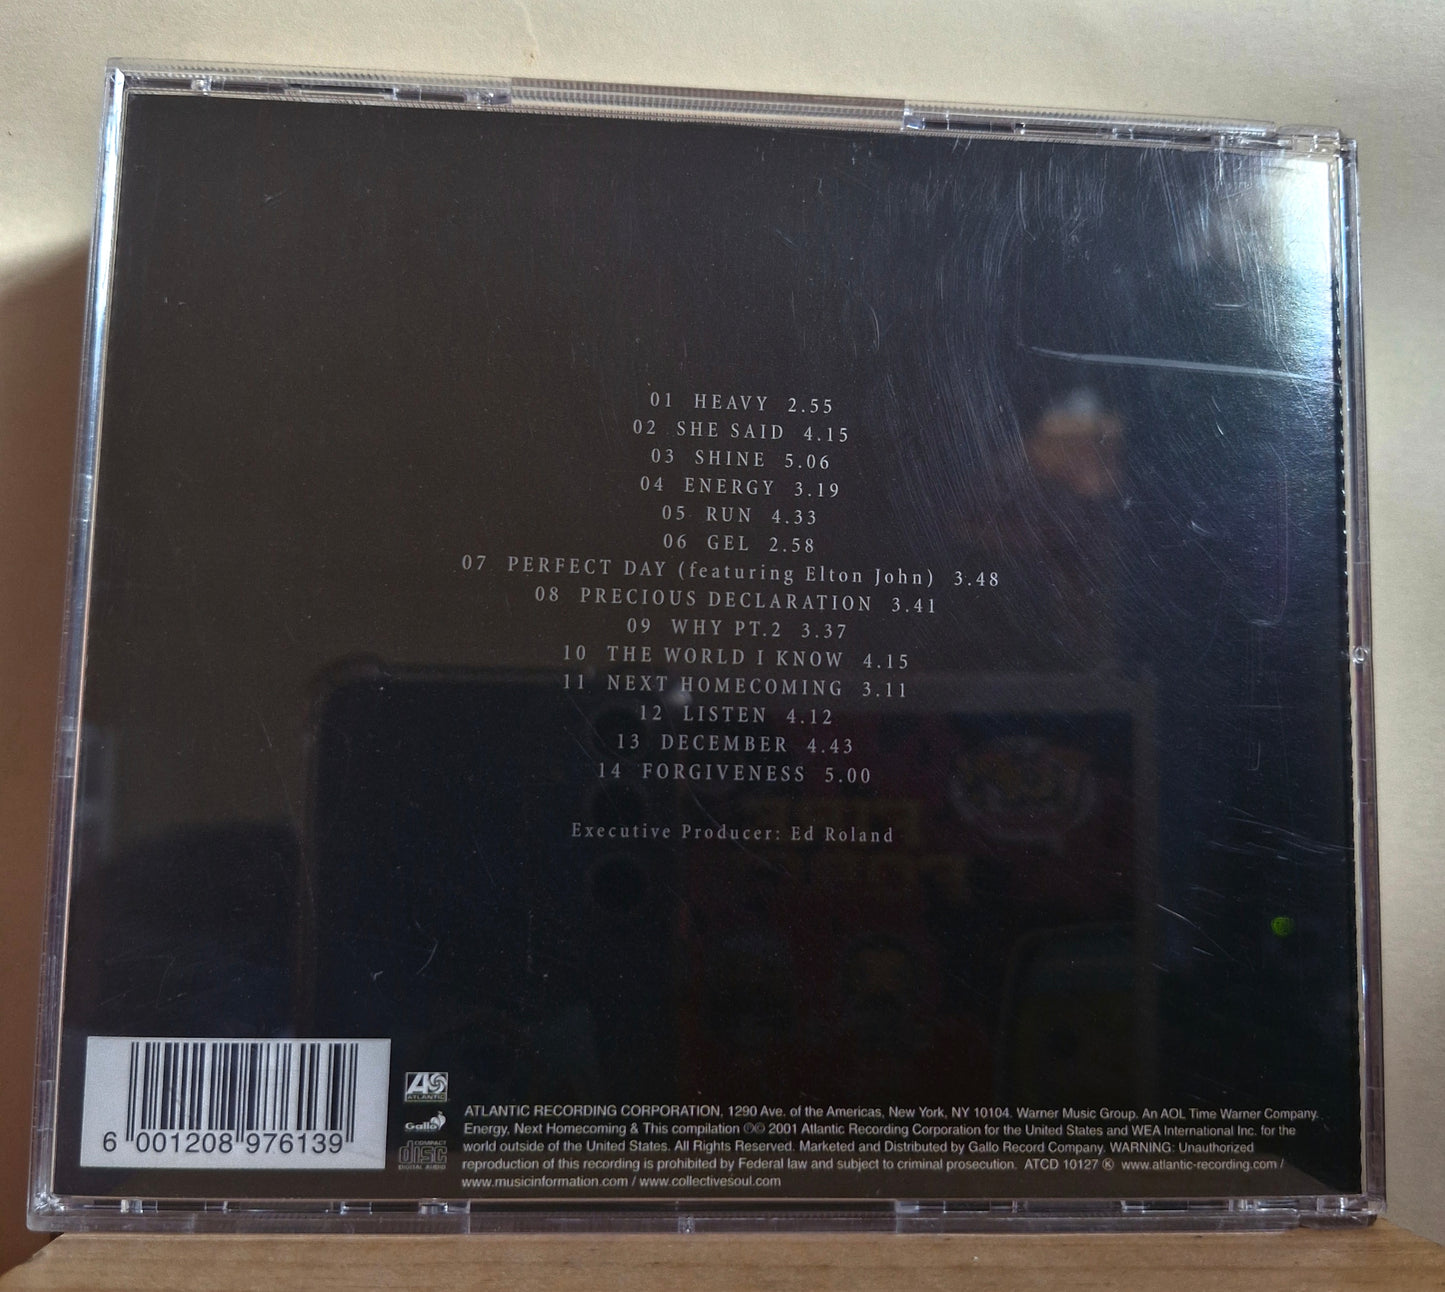 01 HEAVY 2.55
02 SHE SAID 4.15
03 SHINE 5.06
04 ENERGY 3.19
05 RUN 4.33
06 GEL 2.58
07 PERFECT DAY (featuring Elton John) 3.48
08 PRECIOUS DECLARATION 3.41
09 WHY PT.2 3.37
10 THE WORLD I KNOW 4.15
11 NEXT HOMECOMING 3.11
12 LISTEN 4.12
13 DECEMBER 4.43
14 FORGIVENESS 5.00
Executive Producer: Ed Roland
6 001208 976139
ATLANTIC
Gallo
COMPACT
disc
DIGITAL AUDIO
ATLANTIC RECORDING CORPORATION, 1290 Ave. of the Americas, New York, NY 10104. Warner Music Group. An AOL Time Warner Company.
Energy, Next Homecoming & This compilation ℗© 2001 Atlantic Recording Corporation for the United States and WEA International Inc. for the
world outside of the United States. All Rights Reserved. Marketed and Distributed by Gallo Record Company. WARNING: Unauthorized
reproduction of this recording is prohibited by Federal law and subject to criminal prosecution. ATCD 10127 Ⓚ www.atlantic-recording.com /
www.musicinformation.com / www.collectivesoul.com